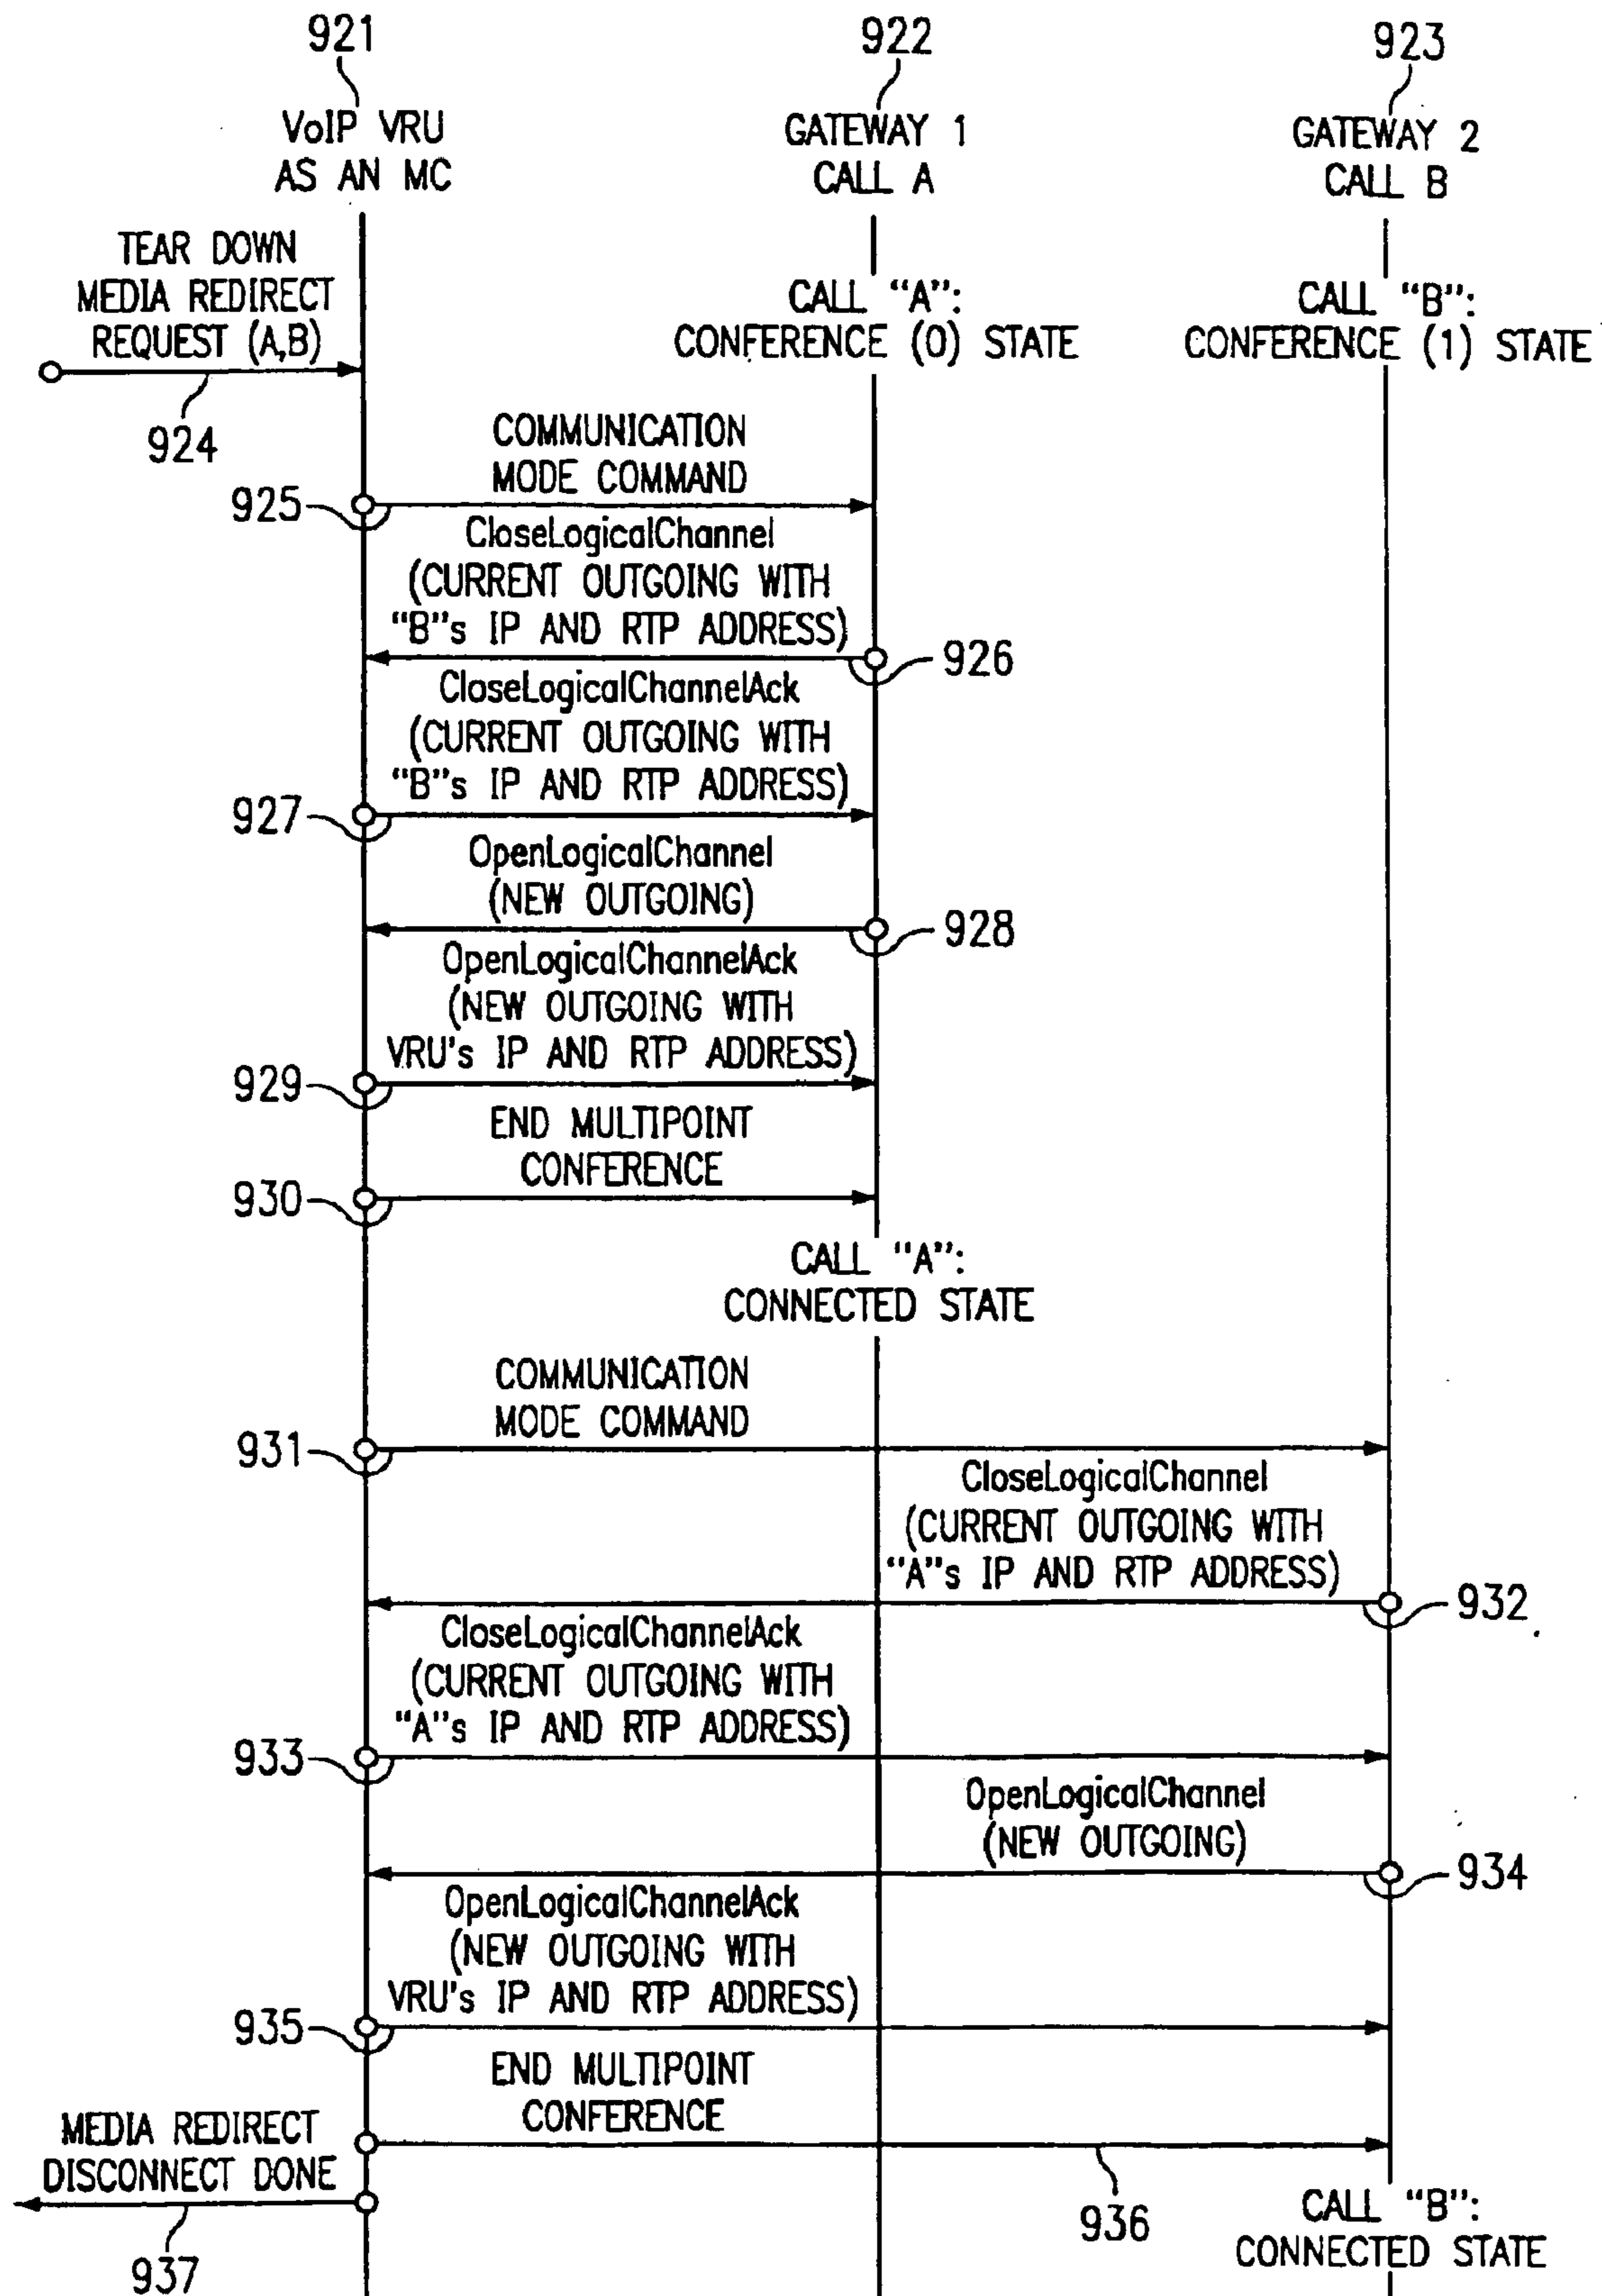 921
922
923
VoIP VRU
AS AN MC
GATEWAY 1
CALL A
GATEWAY 2
CALL B
TEAR DOWN
MEDIA REDIRECT
REQUEST (A,B)
924
CALL “A”:
CONFERENCE (0) STATE
CALL “B”:
CONFERENCE (1) STATE
COMMUNICATION
MODE COMMAND
925
CloseLogicalChannel
(CURRENT OUTGOING WITH
“B”s IP AND RTP ADDRESS)
926
CloseLogicalChannelAck
(CURRENT OUTGOING WITH
“B”s IP AND RTP ADDRESS)
927
OpenLogicalChannel
(NEW OUTGOING)
928
OpenLogicalChannelAck
(NEW OUTGOING WITH
VRU's IP AND RTP ADDRESS)
929
END MULTIPOINT
CONFERENCE
930
CALL “A”:
CONNECTED STATE
COMMUNICATION
MODE COMMAND
931
CloseLogicalChannel
(CURRENT OUTGOING WITH
“A”s IP AND RTP ADDRESS)
932
CloseLogicalChannelAck
(CURRENT OUTGOING WITH
“A”s IP AND RTP ADDRESS)
933
OpenLogicalChannel
(NEW OUTGOING)
934
OpenLogicalChannelAck
(NEW OUTGOING WITH
VRU's IP AND RTP ADDRESS)
935
END MULTIPOINT
CONFERENCE
936
MEDIA REDIRECT
DISCONNECT DONE
937
CALL “B”:
CONNECTED STATE